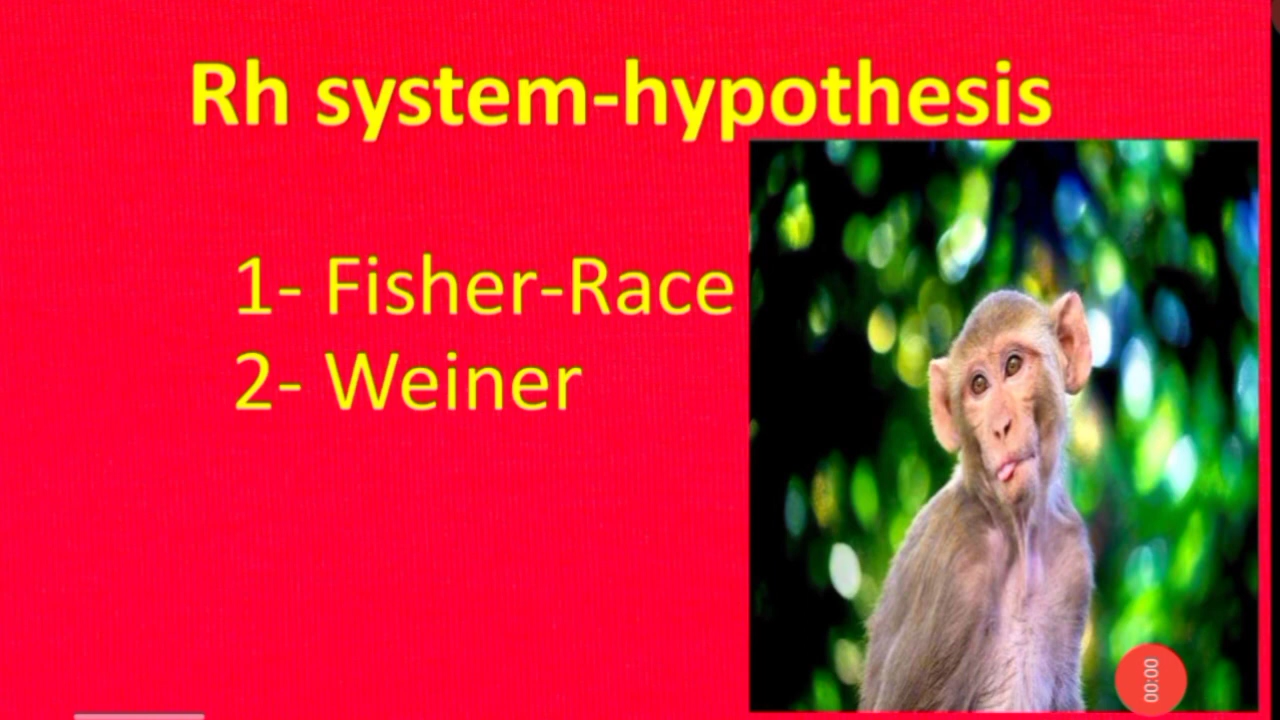 Rh system-hypothesis
1- Fisher-Race
2- Weiner
00:00